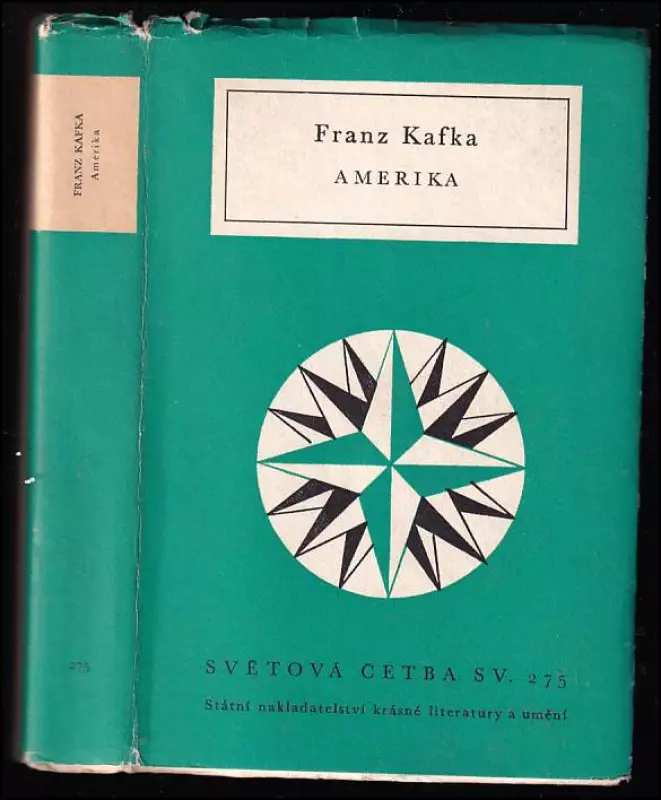 FRANZ KAFKA
Amerika
275
Franz Kafka
AMERIKA
SVĚTOVÁ ČETBA SV. 275
Státní nakladatelství krásné literatury a umění